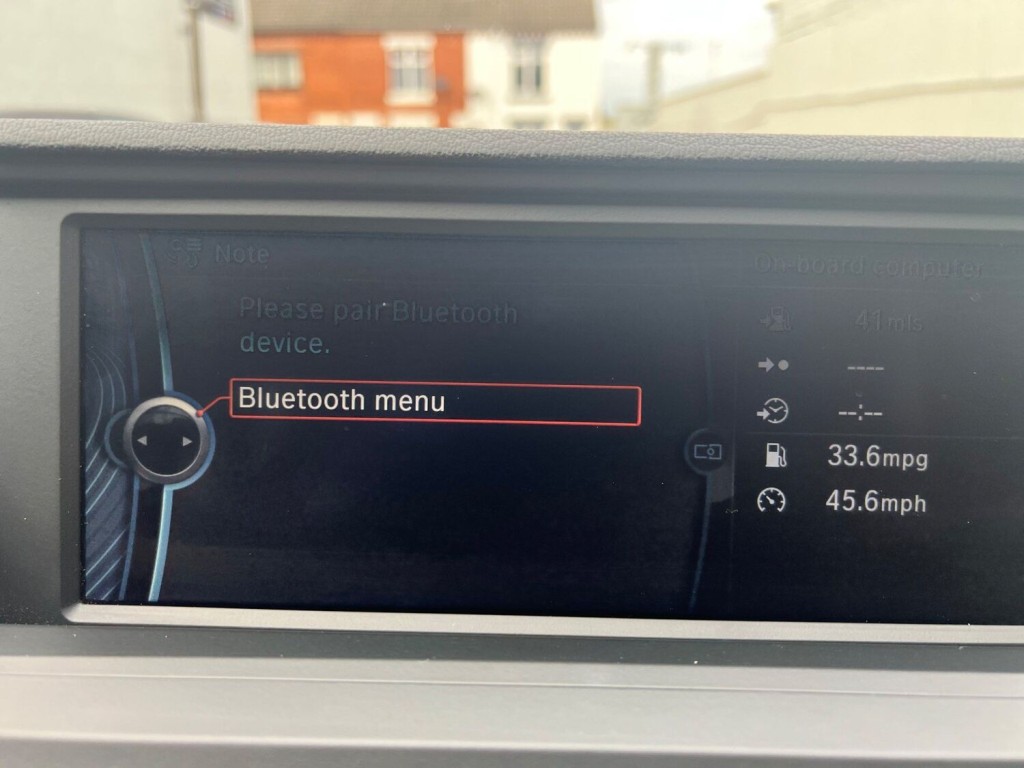 Note
Please pair Bluetooth
device.
Bluetooth menu
On-board computer
41mls
----
--:--
33.6mpg
45.6mph